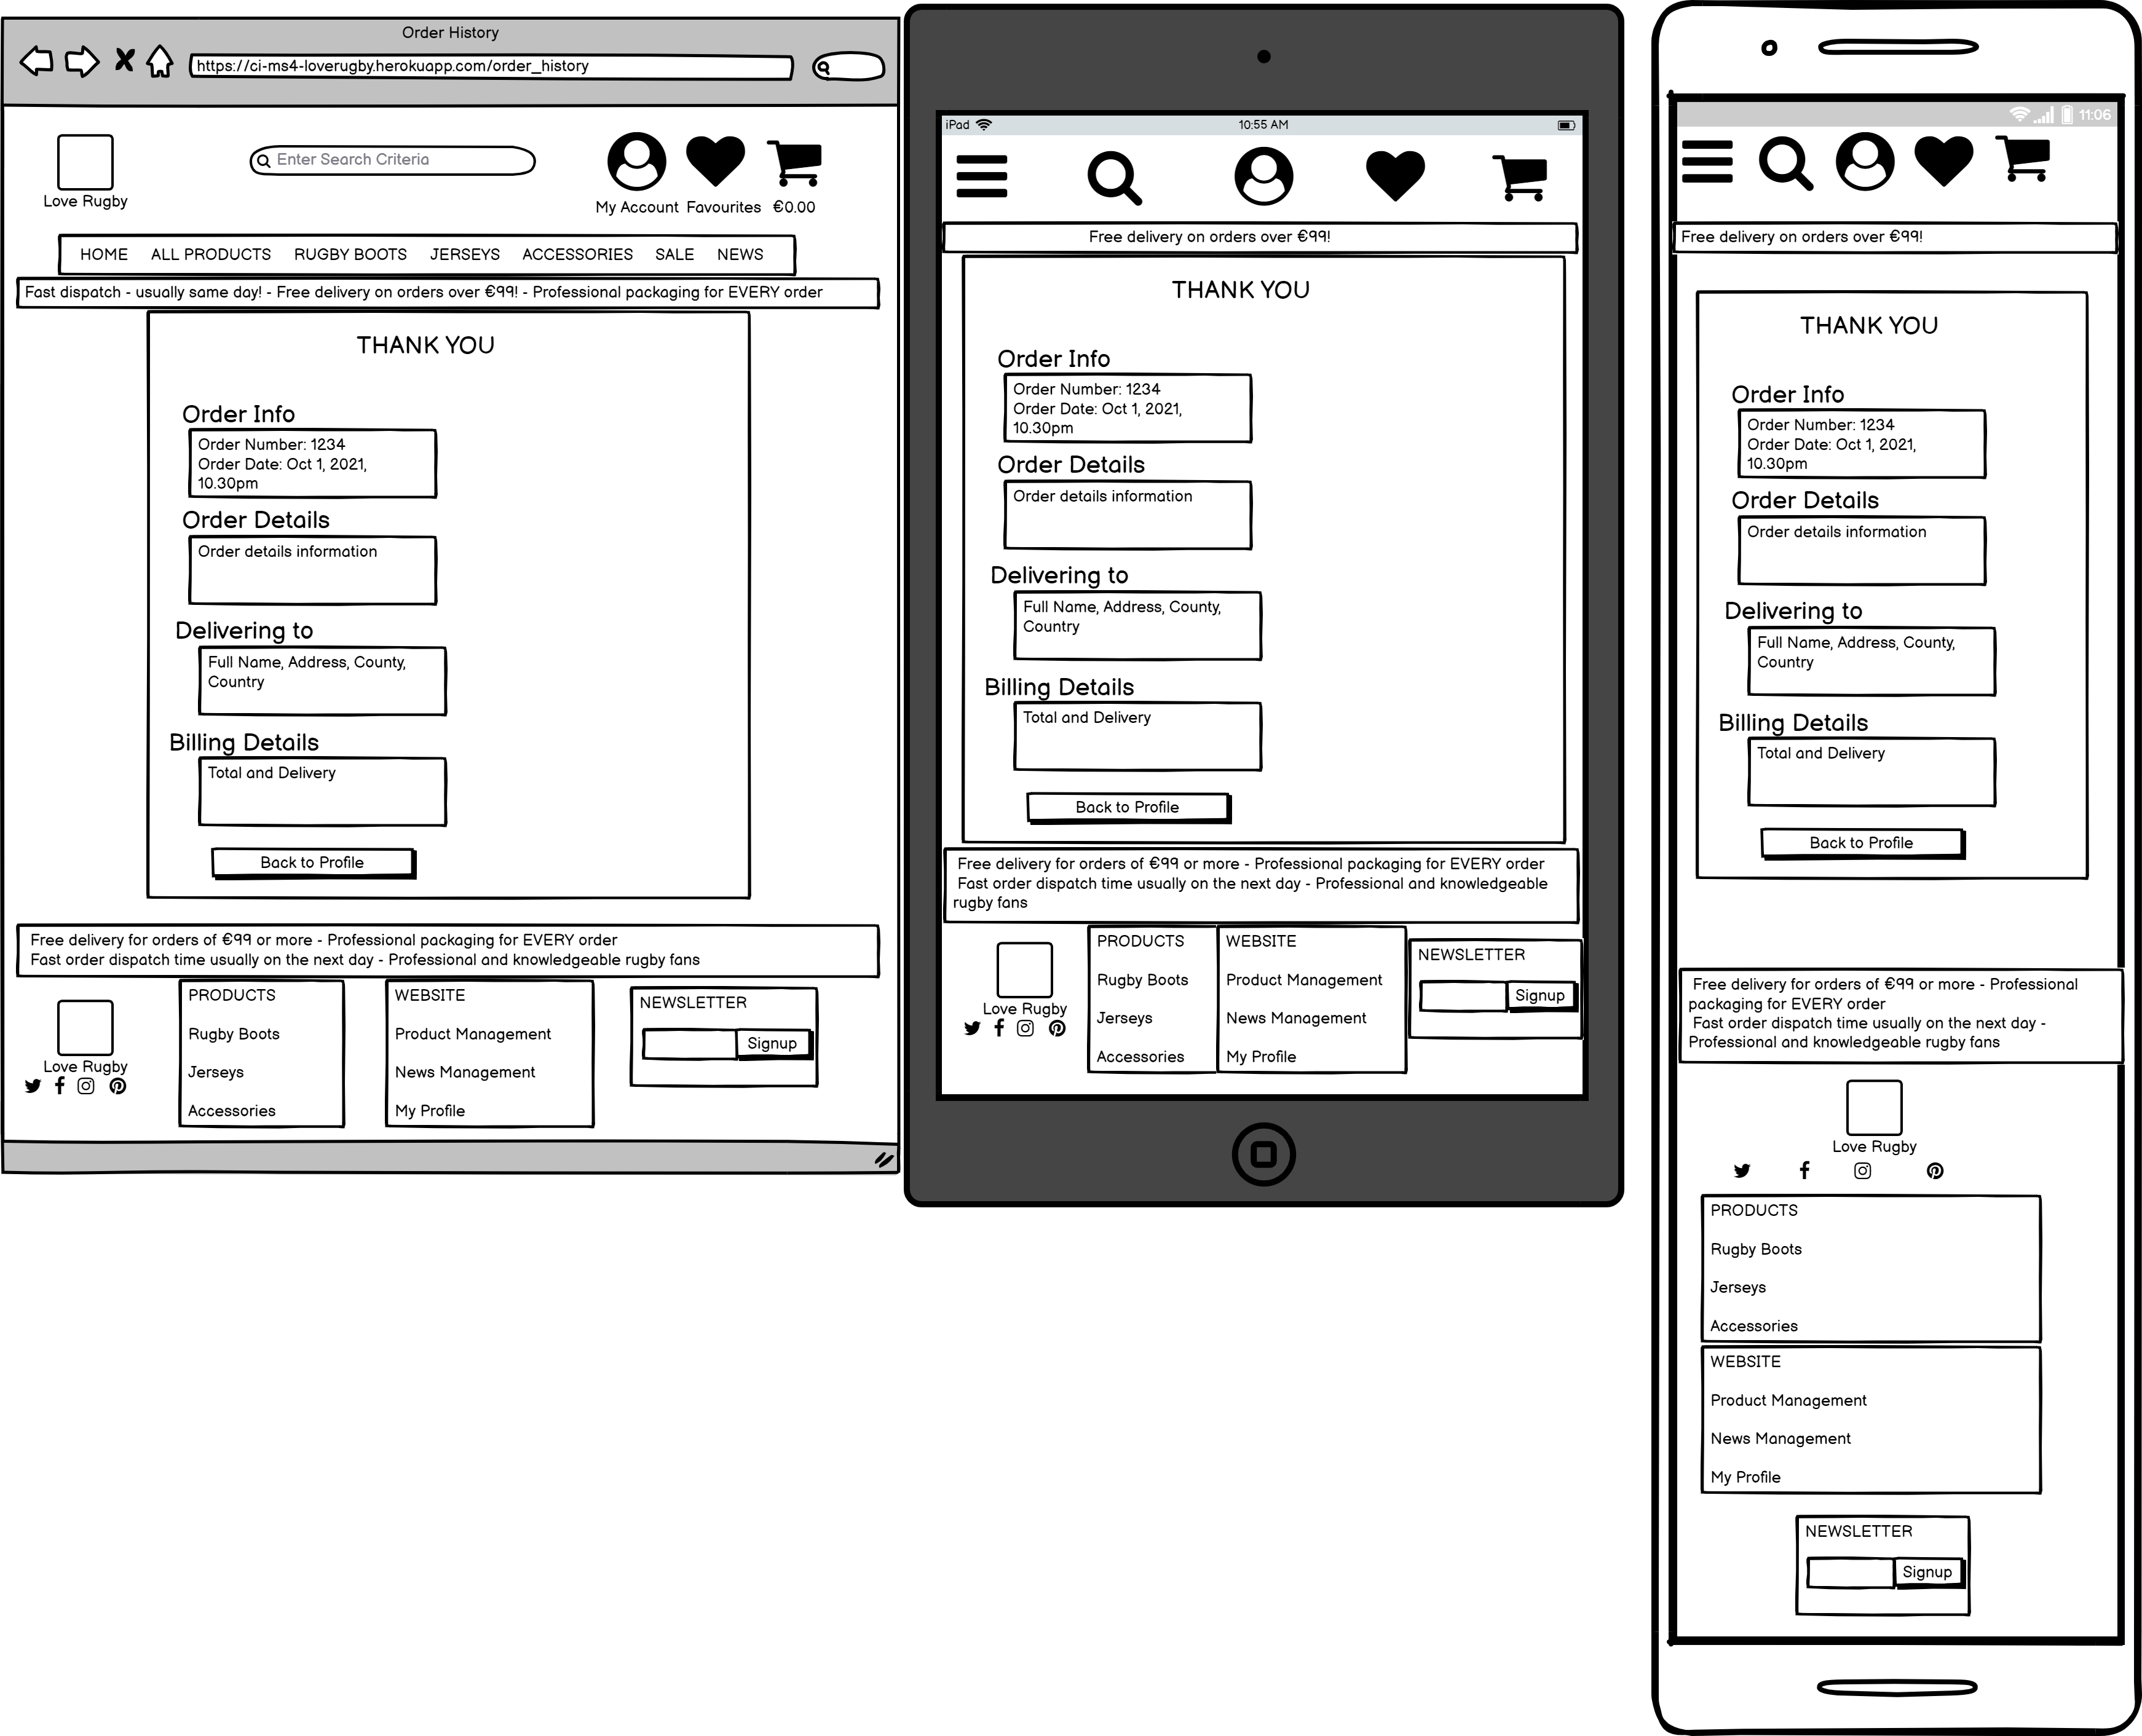 Order History
https://ci-ms4-loverugby.herokuapp.com/order_history
Enter Search Criteria
Love Rugby
My Account Favourites €0.00
HOME ALL PRODUCTS RUGBY BOOTS JERSEYS ACCESSORIES SALE NEWS
Fast dispatch - usually same day! - Free delivery on orders over €99! - Professional packaging for EVERY order
THANK YOU
Order Info
Order Number: 1234
Order Date: Oct 1, 2021,
10.30pm
Order Details
Order details information
Delivering to
Full Name, Address, County,
Country
Billing Details
Total and Delivery
Back to Profile
Free delivery for orders of €99 or more - Professional packaging for EVERY order
Fast order dispatch time usually on the next day - Professional and knowledgeable rugby fans
Love Rugby
PRODUCTS
Rugby Boots
Jerseys
Accessories
WEBSITE
Product Management
News Management
My Profile
NEWSLETTER
Signup
iPad 10:55 AM
Free delivery on orders over €99!
THANK YOU
Order Info
Order Number: 1234
Order Date: Oct 1, 2021,
10.30pm
Order Details
Order details information
Delivering to
Full Name, Address, County,
Country
Billing Details
Total and Delivery
Back to Profile
Free delivery for orders of €99 or more - Professional packaging for EVERY order
Fast order dispatch time usually on the next day - Professional and knowledgeable
rugby fans
Love Rugby
PRODUCTS
Rugby Boots
Jerseys
Accessories
WEBSITE
Product Management
News Management
My Profile
NEWSLETTER
Signup
11:06
Free delivery on orders over €99!
THANK YOU
Order Info
Order Number: 1234
Order Date: Oct 1, 2021,
10.30pm
Order Details
Order details information
Delivering to
Full Name, Address, County,
Country
Billing Details
Total and Delivery
Back to Profile
Free delivery for orders of €99 or more - Professional
packaging for EVERY order
Fast order dispatch time usually on the next day -
Professional and knowledgeable rugby fans
Love Rugby
PRODUCTS
Rugby Boots
Jerseys
Accessories
WEBSITE
Product Management
News Management
My Profile
NEWSLETTER
Signup